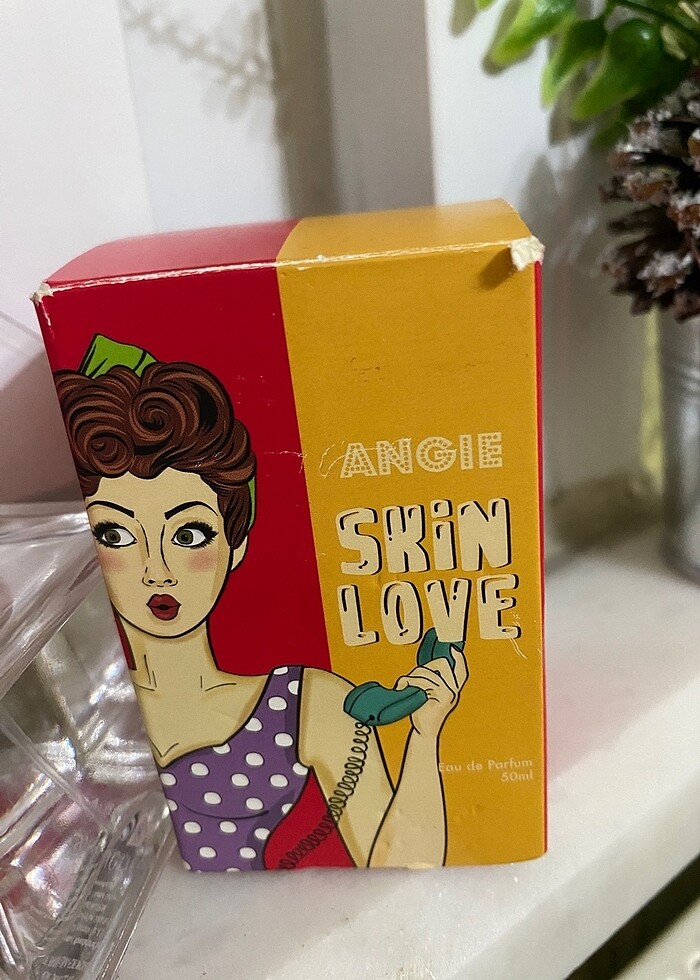 ANGIE
SKiN
LOVE
Eau de Parfum
50ml